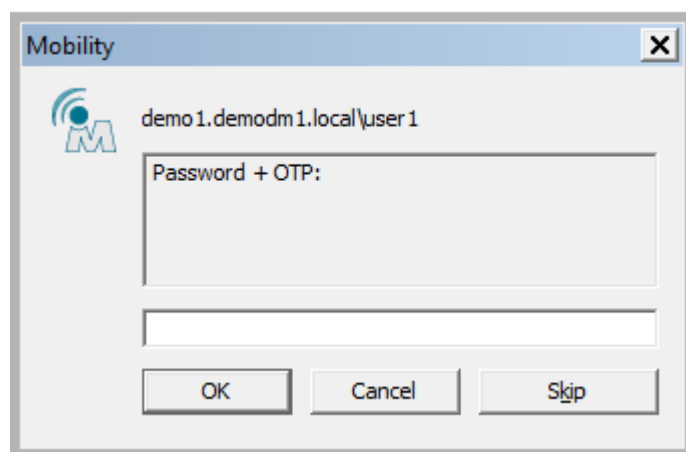 Mobility
M
demo1.demodm1.local\user1
Password + OTP:
OK Cancel Skip